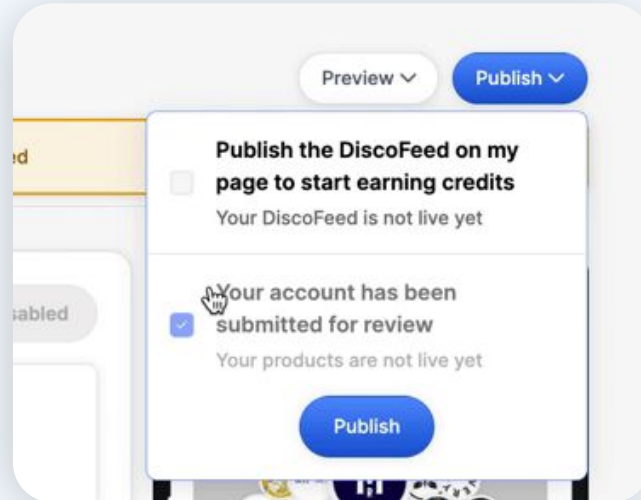 Preview
Publish
Publish the DiscoFeed on my
page to start earning credits
Your DiscoFeed is not live yet
Your account has been
submitted for review
Your products are not live yet
Publish